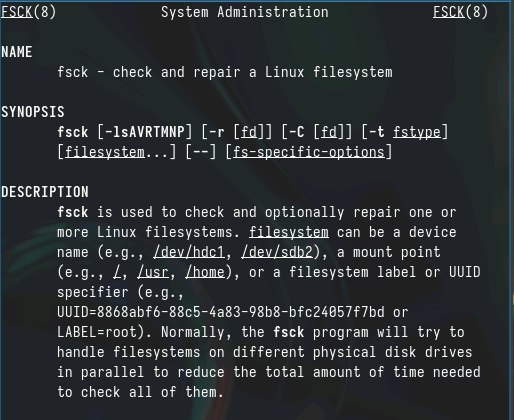 FSCK(8) System Administration FSCK(8)
NAME
fsck - check and repair a Linux filesystem
SYNOPSIS
fsck [-lsAVRTMNP] [-r [fd]] [-C [fd]] [-t fstype]
[filesystem...] [--] [fs-specific-options]
DESCRIPTION
fsck is used to check and optionally repair one or
more Linux filesystems. filesystem can be a device
name (e.g., /dev/hdc1, /dev/sdb2), a mount point
(e.g., /, /usr, /home), or a filesystem label or UUID
specifier (e.g.,
UUID=8868abf6-88c5-4a83-98b8-bfc24057f7bd or
LABEL=root). Normally, the fsck program will try to
handle filesystems on different physical disk drives
in parallel to reduce the total amount of time needed
to check all of them.